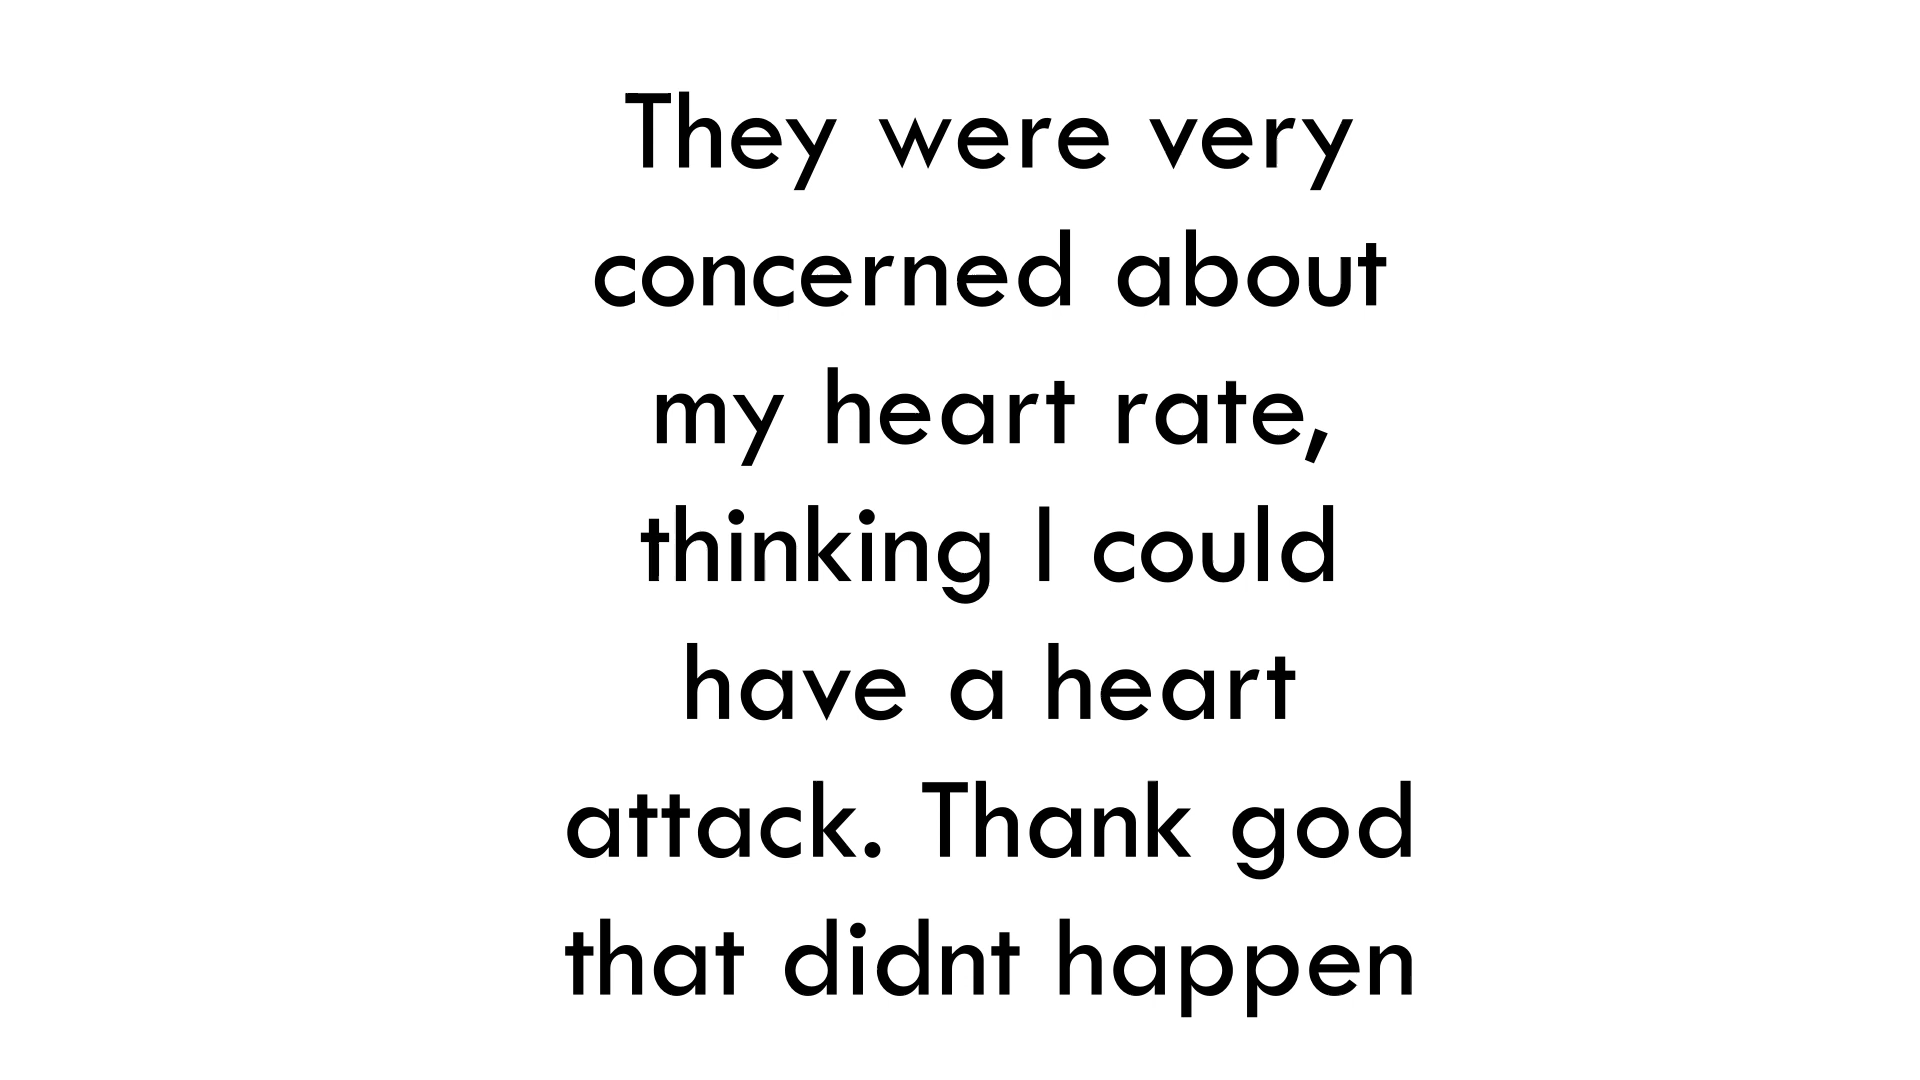 They were very
concerned about
my heart rate,
thinking I could
have a heart
attack. Thank god
that didnt happen